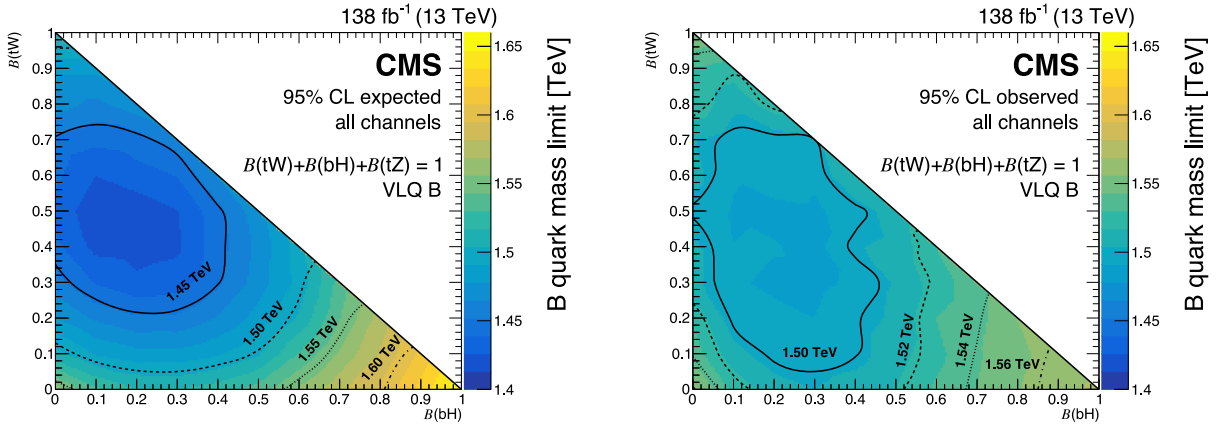 138 fb⁻¹ (13 TeV)
CMS
95% CL expected
all channels
ℬ(tW)+ℬ(bH)+ℬ(tZ) = 1
VLQ B
1.45 TeV
1.50 TeV
1.55 TeV
1.60 TeV
ℬ(tW)
1
0.9
0.8
0.7
0.6
0.5
0.4
0.3
0.2
0.1
0
0 0.1 0.2 0.3 0.4 0.5 0.6 0.7 0.8 0.9 1
ℬ(bH)
1.65
1.6
1.55
1.5
1.45
1.4
B quark mass limit [TeV]
138 fb⁻¹ (13 TeV)
CMS
95% CL observed
all channels
ℬ(tW)+ℬ(bH)+ℬ(tZ) = 1
VLQ B
1.50 TeV
1.52 TeV
1.54 TeV
1.56 TeV
ℬ(tW)
1
0.9
0.8
0.7
0.6
0.5
0.4
0.3
0.2
0.1
0
0 0.1 0.2 0.3 0.4 0.5 0.6 0.7 0.8 0.9 1
ℬ(bH)
1.65
1.6
1.55
1.5
1.45
1.4
B quark mass limit [TeV]